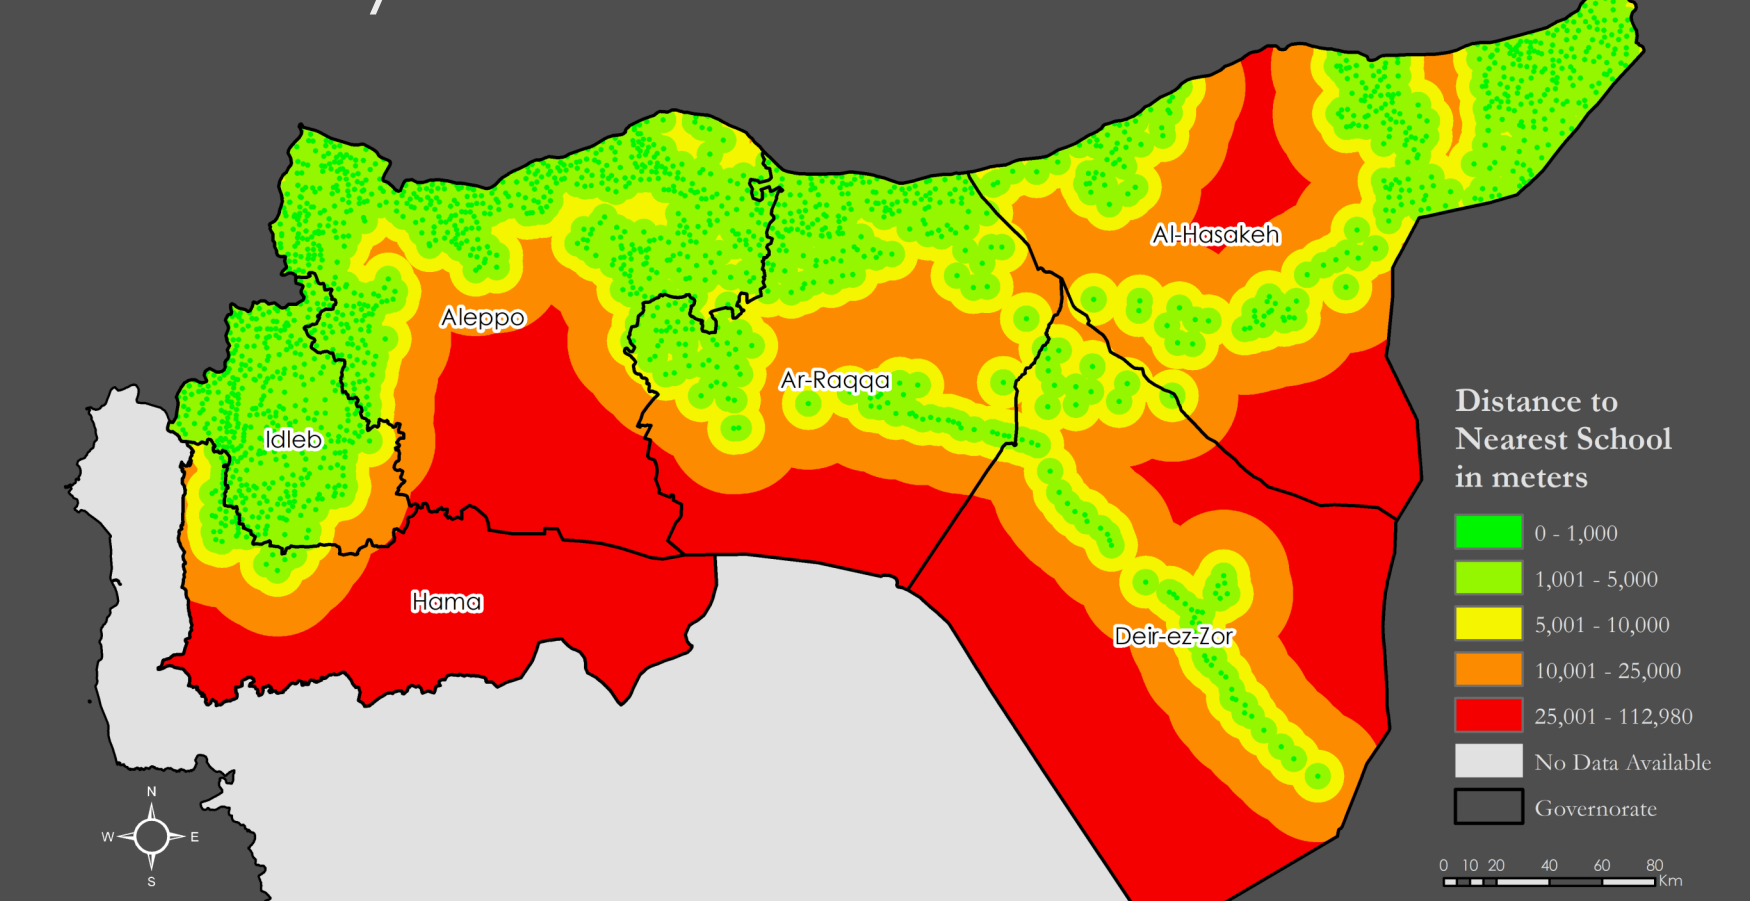 Al-Hasakeh
Aleppo
Ar-Raqqa
Idleb
Hama
Deir-ez-Zor
Distance to
Nearest School
in meters
0 - 1,000
1,001 - 5,000
5,001 - 10,000
10,001 - 25,000
25,001 - 112,980
No Data Available
Governorate
N
W E
S
0 10 20 40 60 80
Km